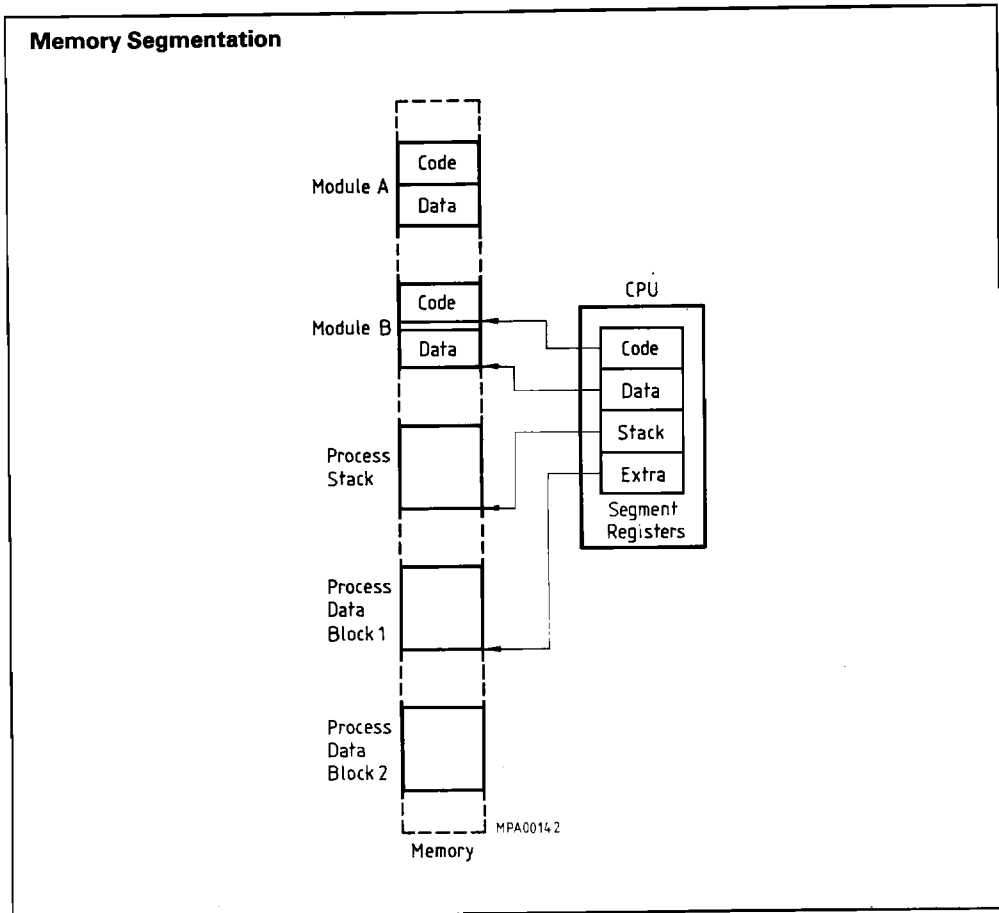 Memory Segmentation
Module A
Code
Data
Module B
Code
Data
Process
Stack
Process
Data
Block 1
Process
Data
Block 2
Memory
MPA00142
CPU
Code
Data
Stack
Extra
Segment
Registers